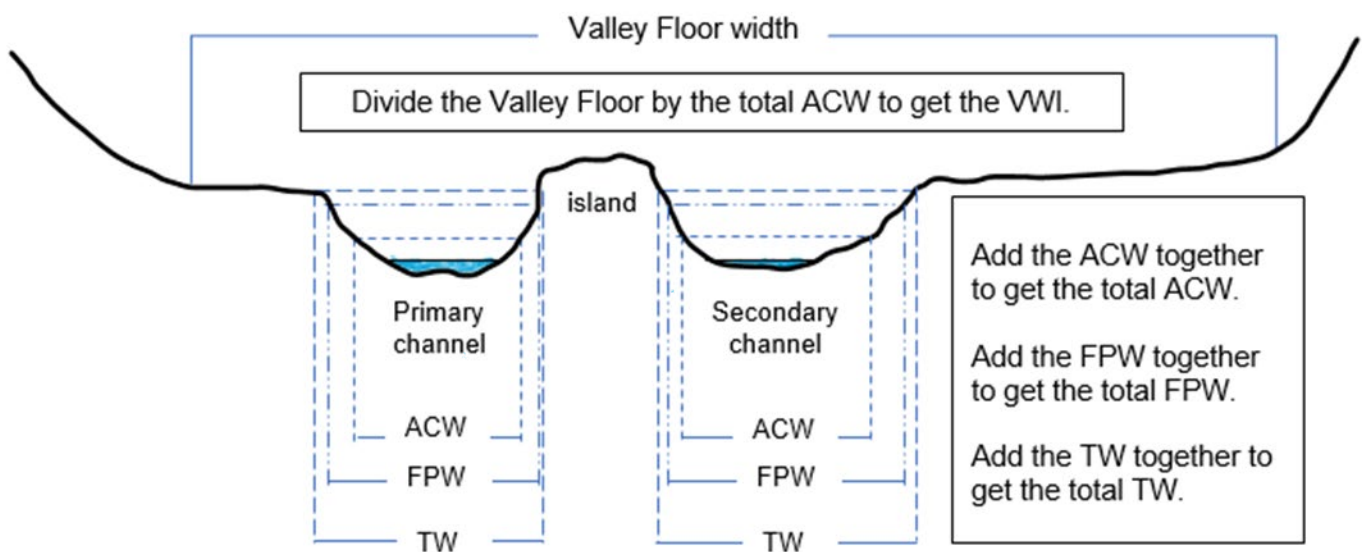 Valley Floor width
Divide the Valley Floor by the total ACW to get the VWI.
island
Primary
channel
Secondary
channel
ACW
ACW
FPW
FPW
TW
TW
Add the ACW together
to get the total ACW.
Add the FPW together
to get the total FPW.
Add the TW together to
get the total TW.